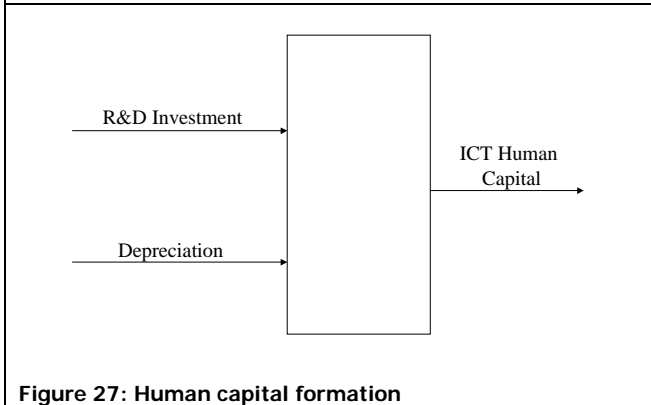 R&D Investment
ICT Human
Capital
Depreciation
Figure 27: Human capital formation